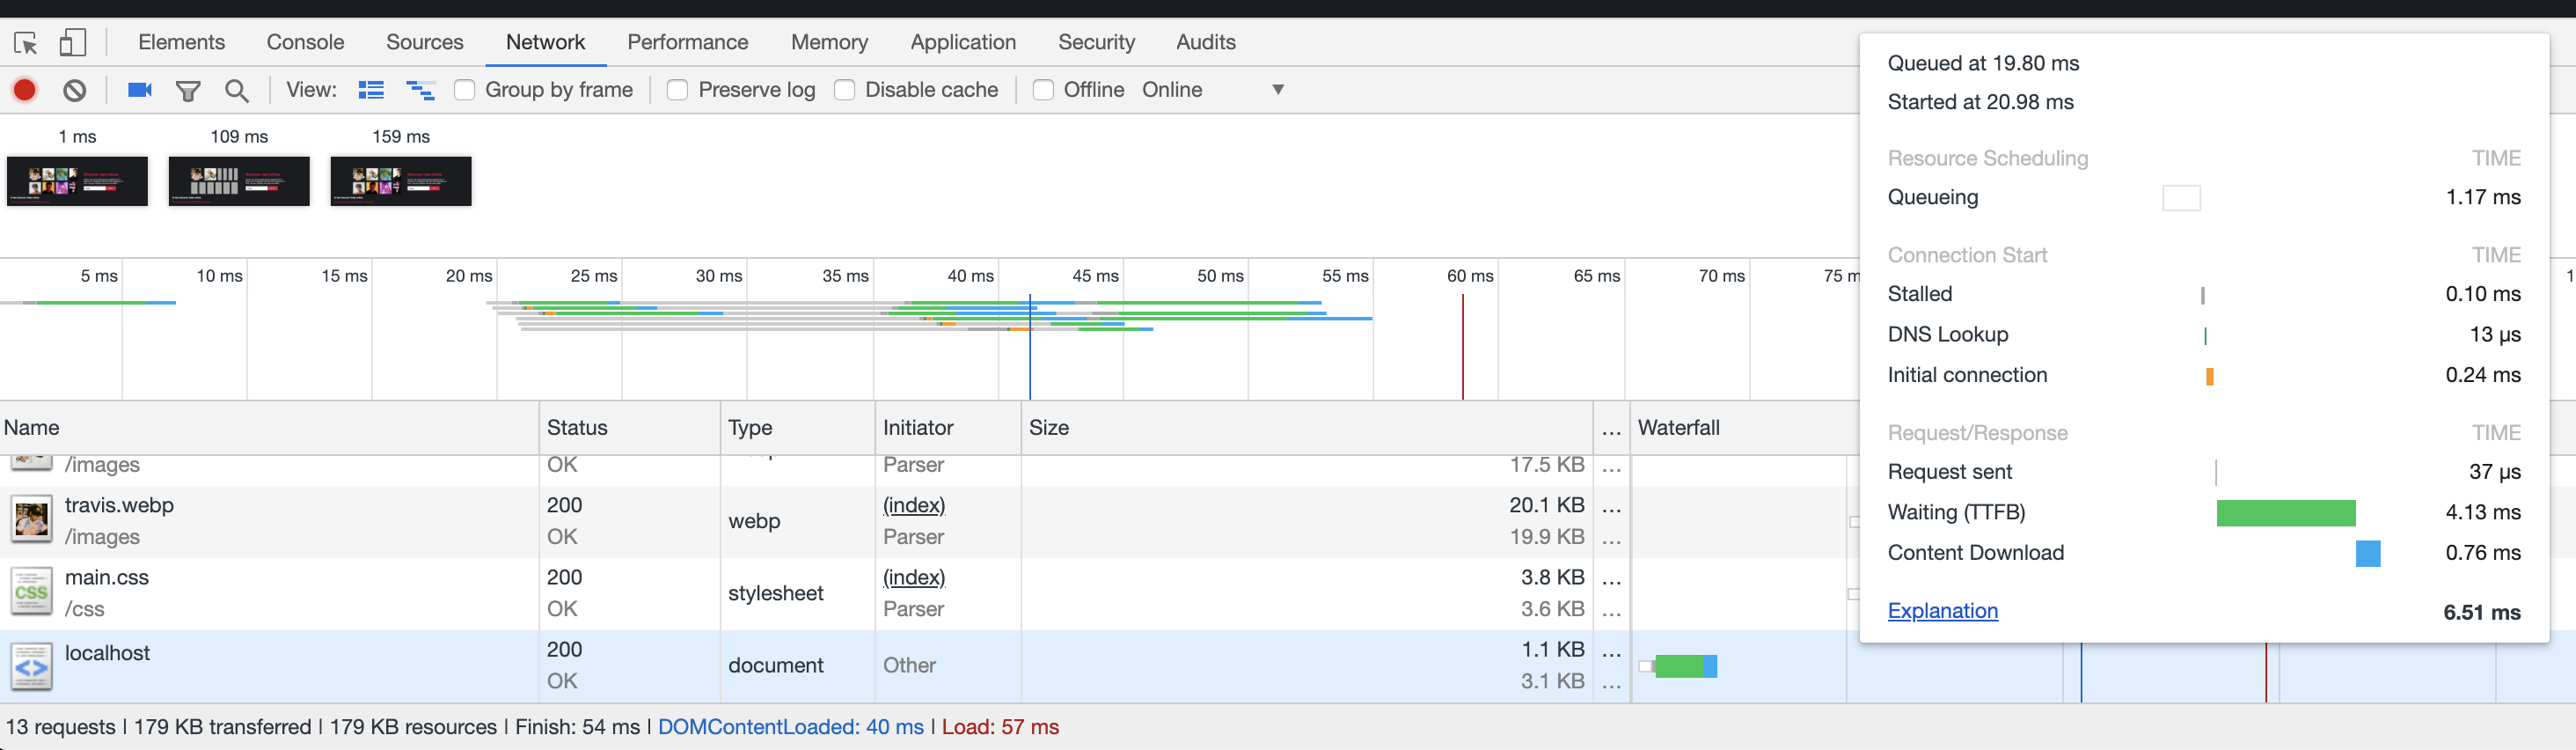 Elements Console Sources Network Performance Memory Application Security Audits
View: Group by frame Preserve log Disable cache Offline Online ▼
1 ms 109 ms 159 ms
5 ms 10 ms 15 ms 20 ms 25 ms 30 ms 35 ms 40 ms 45 ms 50 ms 55 ms 60 ms 65 ms 70 ms 75 m 1
Name Status Type Initiator Size ... Waterfall
/images OK Parser 17.5 KB ...
travis.webp 200 webp (index) 20.1 KB ...
/images OK Parser 19.9 KB ...
main.css 200 stylesheet (index) 3.8 KB ...
CSS
/css OK Parser 3.6 KB ...
localhost 200 document Other 1.1 KB ...
OK 3.1 KB ...
13 requests | 179 KB transferred | 179 KB resources | Finish: 54 ms | DOMContentLoaded: 40 ms | Load: 57 ms
Queued at 19.80 ms
Started at 20.98 ms
Resource Scheduling TIME
Queueing 1.17 ms
Connection Start TIME
Stalled 0.10 ms
DNS Lookup 13 μs
Initial connection 0.24 ms
Request/Response TIME
Request sent 37 μs
Waiting (TTFB) 4.13 ms
Content Download 0.76 ms
Explanation 6.51 ms